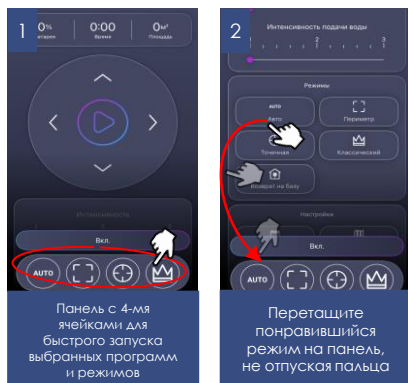 1
0%
0:00
0м²
Батареи
Время
Площадь
Интенсивность
Вкл.
AUTO
Панель с 4-мя
ячейками для
быстрого запуска
выбранных программ
и режимов
2
Интенсивность подачи воды
1 2 3
Режимы
AUTO
Авто
Периметр
Точечная
Классический
Возврат на базу
Настройки
Вкл.
AUTO
Перетащите
понравившийся
режим на панель,
не отпуская пальца